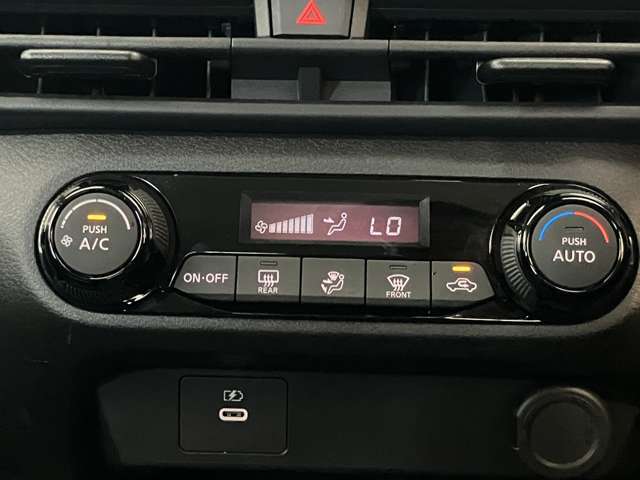 LO
PUSH
A/C
PUSH
AUTO
ON·OFF
REAR
FRONT